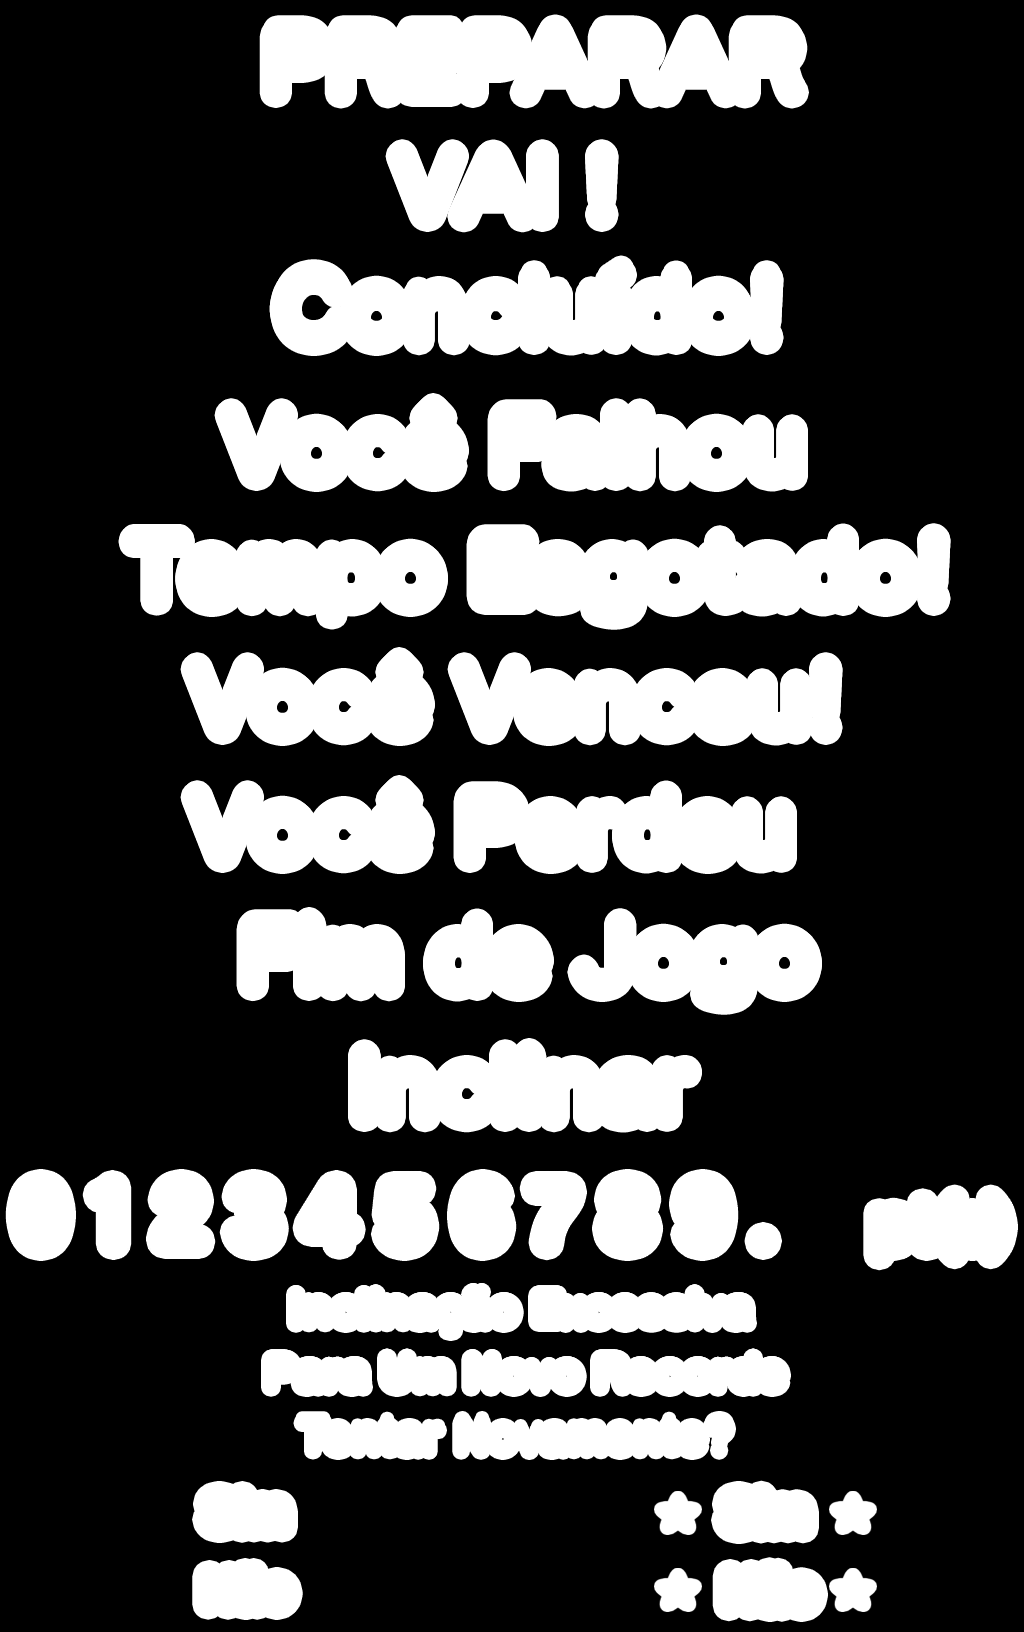 PREPARAR
VAI !
Concluído!
Você Falhou
Tempo Esgotado!
Você Venceu!
Você Perdeu
Fim de Jogo
Inclinar
0123456789.
Inclinação Excessiva
Para Um Novo Recorde
Tentar Novamente?
Sim ★ Sim ★
Não ★ Não ★